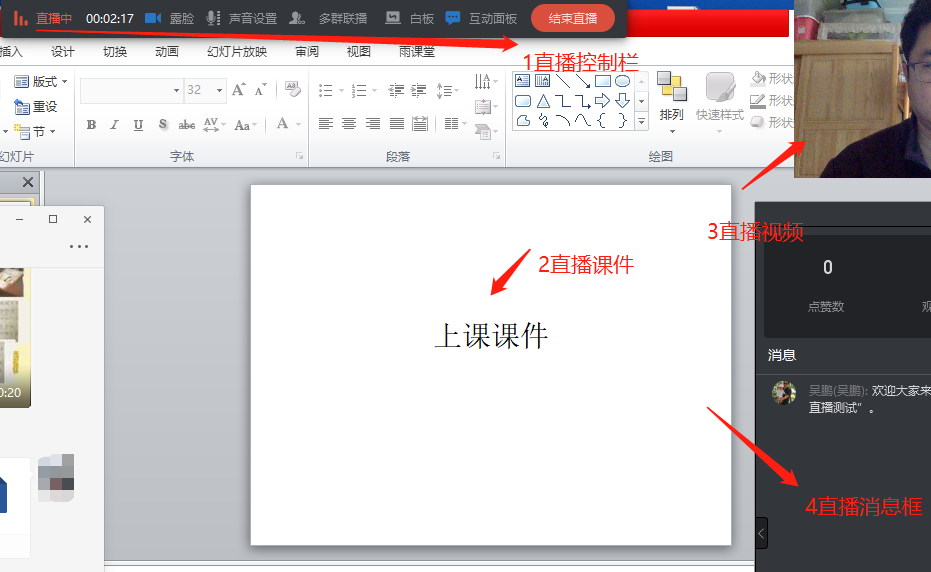 直播中 00:02:17 露脸 声音设置 多群联播 白板 互动面板 结束直播
插入 设计 切换 动画 幻灯片放映 审阅 视图 雨课堂
1直播控制栏
版式 32 A A 形状
重设 形状
节 B I U S abc AV Aa A 排列 快速样式 形状
幻灯片 字体 段落 绘图
3直播视频
2直播课件
0
点赞数 观
上课课件
消息
0:20
吴鹏(吴鹏): 欢迎大家来
直播测试”。
4直播消息框